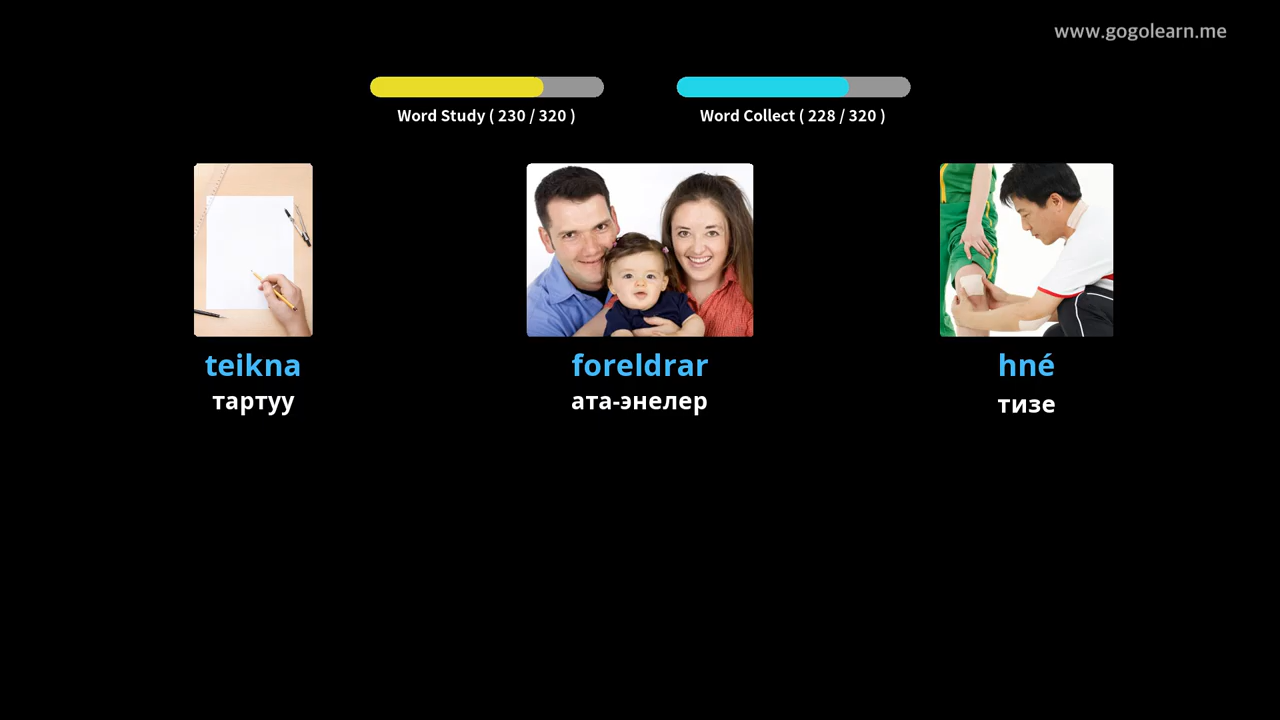 www.gogolearn.me
Word Study ( 230 / 320 )
Word Collect ( 228 / 320 )
teikna
foreldrar
hné
тартуу
ата-энелер
тизе